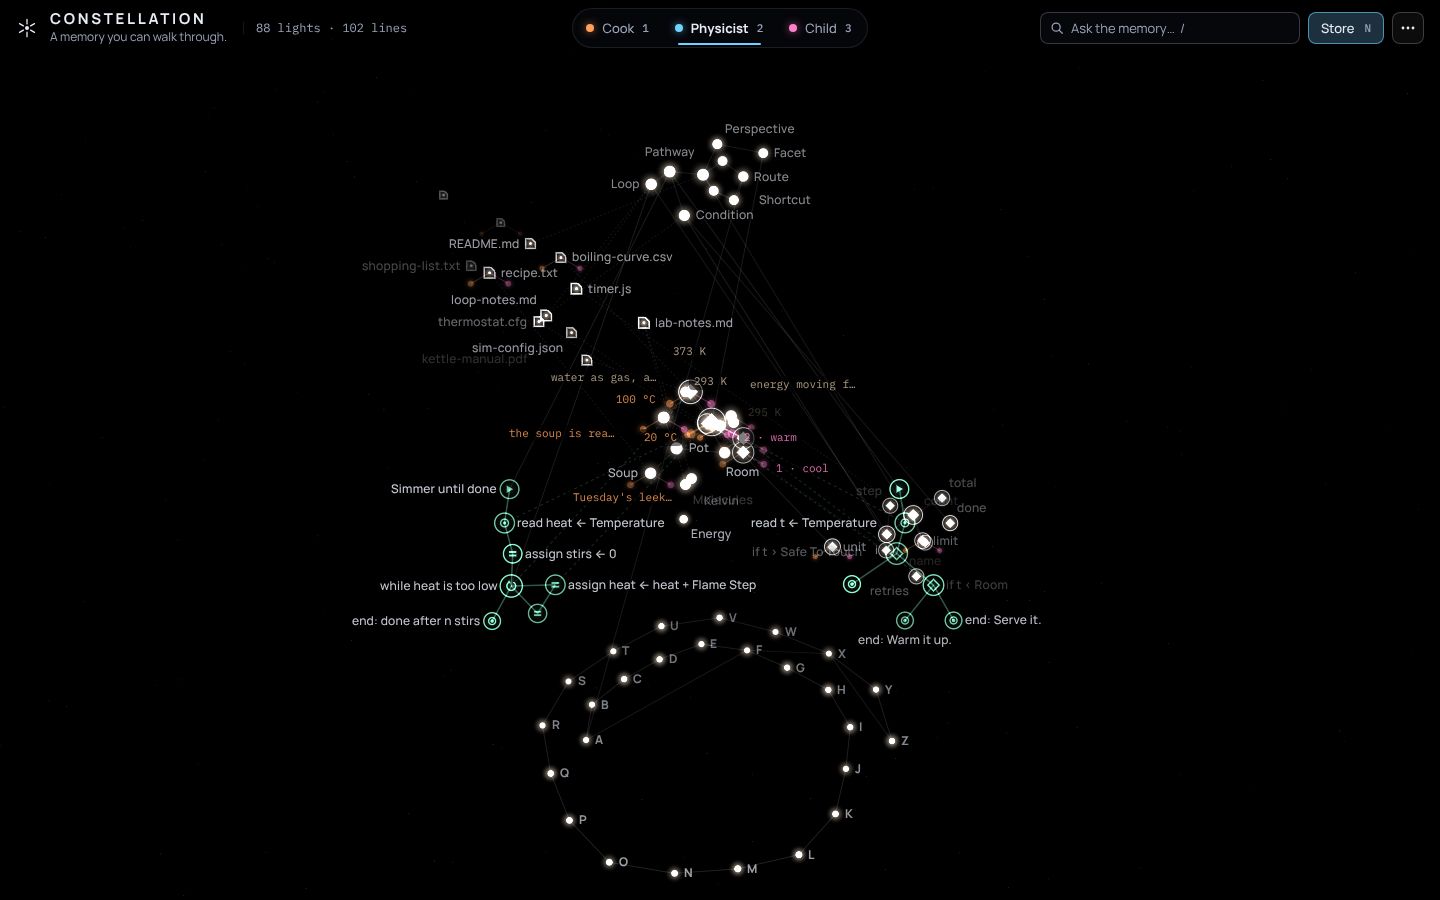 CONSTELLATION
A memory you can walk through.
88 lights · 102 lines
Cook 1
Physicist 2
Child 3
Ask the memory… /
Store N
Perspective
Pathway
Facet
Loop
Route
Shortcut
Condition
README.md
boiling-curve.csv
shopping-list.txt
recipe.txt
timer.js
loop-notes.md
thermostat.cfg
lab-notes.md
sim-config.json
kettle-manual.pdf
373 K
water as gas, a…
293 K
energy moving f…
100 °C
295 K
the soup is rea…
20 °C
2 · warm
Pot
Soup
Room
1 · cool
Simmer until done
Tuesday's leek…
Molecules
Kelvin
step
total
done
read heat ← Temperature
Energy
read t ← Temperature
unit
limit
assign stirs ← 0
if t › Safe To Touch
name
while heat is too low
assign heat ← heat + Flame Step
retries
if t ‹ Room
end: done after n stirs
end: Serve it.
end: Warm it up.
V
U
W
T
E
F
X
D
G
S
C
H
Y
B
R
I
A
Z
Q
J
P
K
O
N
M
L